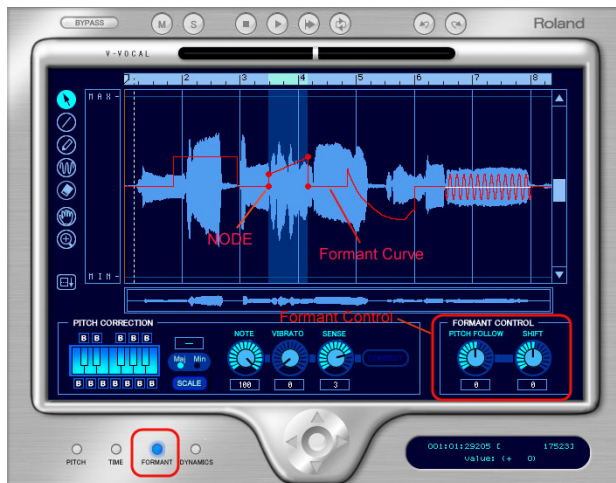 BYPASS M S Roland
V-VOCAL
1 2 3 4 5 6 7 8
MAX-
NODE
Formant Curve
MIN-
Formant Control
PITCH CORRECTION
FORMANT CONTROL
NOTE VIBRATO SENSE
PITCH FOLLOW SHIFT
B B B B B
Maj Min
B B B B B B B
SCALE
100 0 3
0 0
PITCH TIME FORMANT DYNAMICS
001:01:29205 [ 17523]
value: (+ 0)